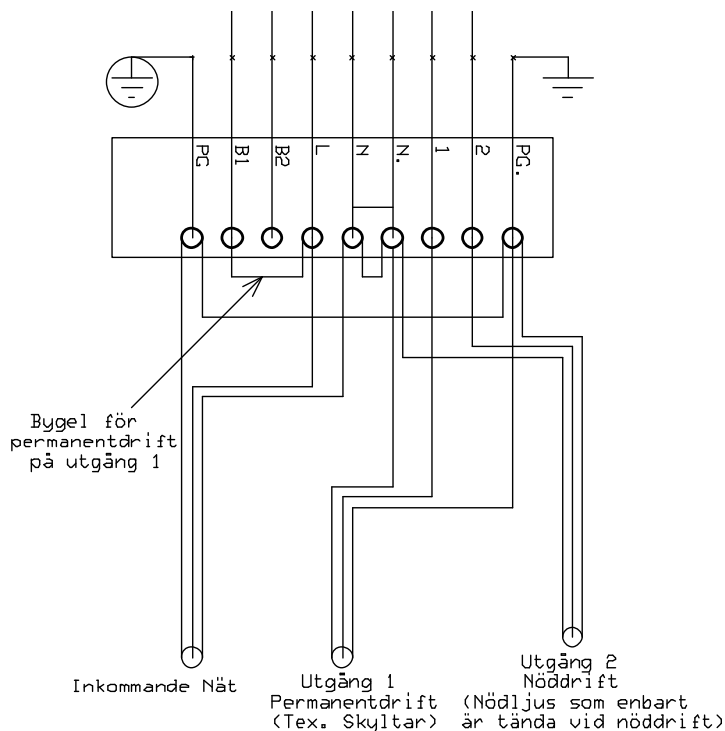 PG
B1
B2
L
N
N.
1
2
PG.
Bygel för
permanentdrift
på utgång 1
Inkommande Nät
Utgång 1
Permanentdrift
(Tex. Skyltar)
Utgång 2
Nöddrift
(Nödljus som enbart
är tända vid nöddrift)